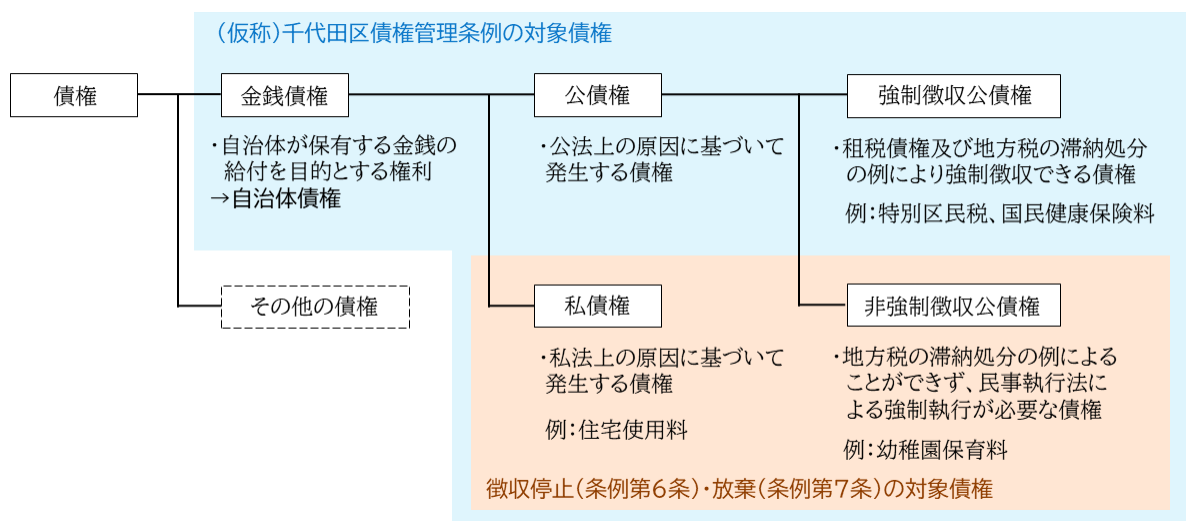 (仮称)千代田区債権管理条例の対象債権
債権
金銭債権
公債権
強制徴収公債権
・自治体が保有する金銭の
給付を目的とする権利
→自治体債権
・公法上の原因に基づいて
発生する債権
・租税債権及び地方税の滞納処分
の例により強制徴収できる債権
例：特別区民税、国民健康保険料
その他の債権
私債権
非強制徴収公債権
・私法上の原因に基づいて
発生する債権
例：住宅使用料
・地方税の滞納処分の例による
ことができず、民事執行法に
よる強制執行が必要な債権
例：幼稚園保育料
徴収停止(条例第６条)・放棄(条例第７条)の対象債権